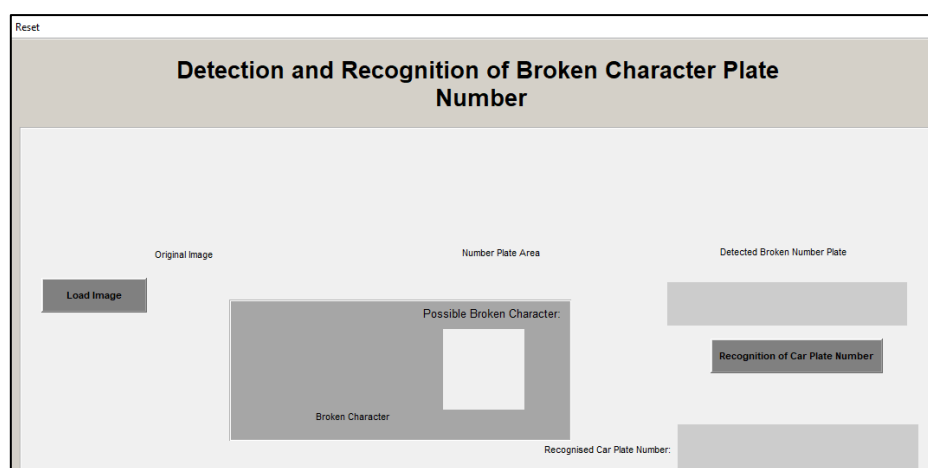 Reset
Detection and Recognition of Broken Character Plate
Number
Original Image
Number Plate Area
Detected Broken Number Plate
Load Image
Possible Broken Character:
Recognition of Car Plate Number
Broken Character
Recognised Car Plate Number: